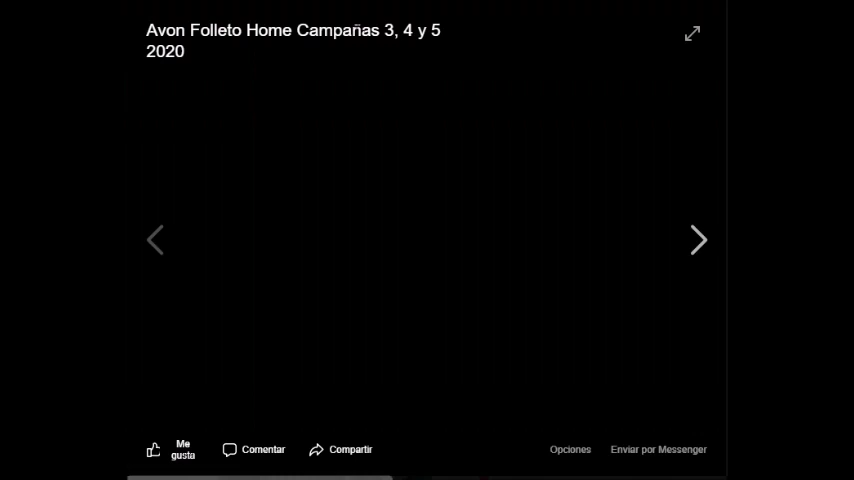 Avon Folleto Home Campañas 3, 4 y 5
2020
Me
gusta
Comentar
Compartir
Opciones
Enviar por Messenger